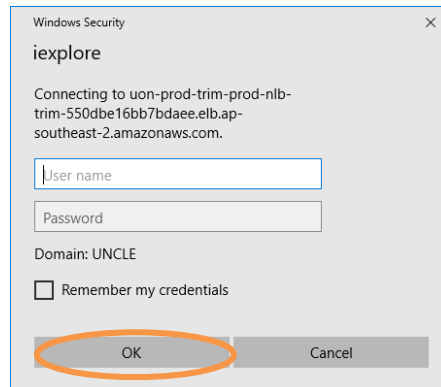 Windows Security
iexplore
Connecting to uon-prod-trim-prod-nlb-
trim-550dbe16bb7bdaee.elb.ap-
southeast-2.amazonaws.com.
User name
Password
Domain: UNCLE
Remember my credentials
OK
Cancel